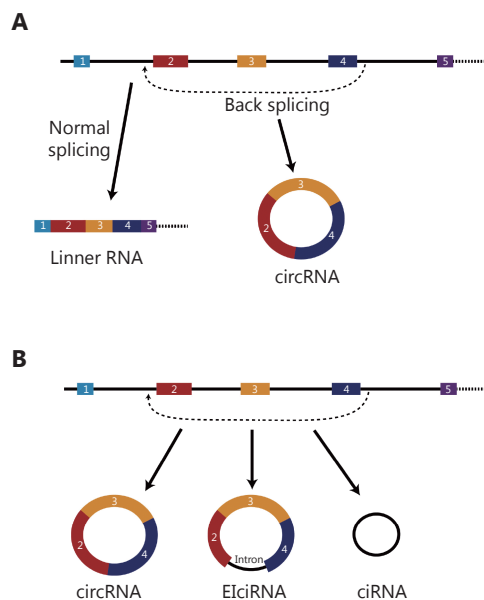 A
1 2 3 4 5
Back splicing
Normal
splicing
1 2 3 4 5
Linner RNA
3
2
4
circRNA
B
1 2 3 4 5
3
2
4
circRNA
3
2
4
Intron
EIciRNA
ciRNA